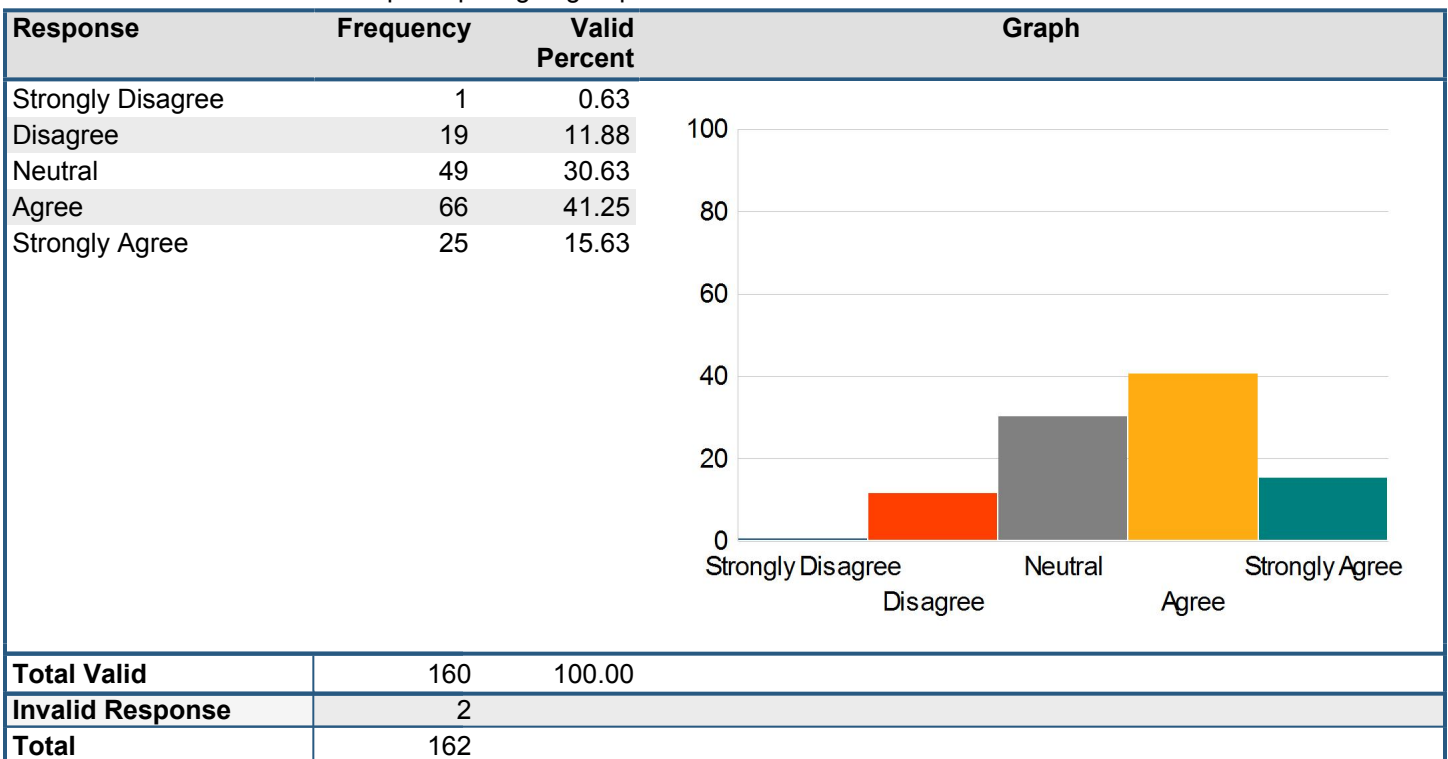 Response Frequency Valid Percent Graph
Strongly Disagree 1 0.63
Disagree 19 11.88
Neutral 49 30.63
Agree 66 41.25
Strongly Agree 25 15.63
100
80
60
40
20
0
Strongly Disagree Neutral Strongly Agree
Disagree Agree
Total Valid 160 100.00
Invalid Response 2
Total 162